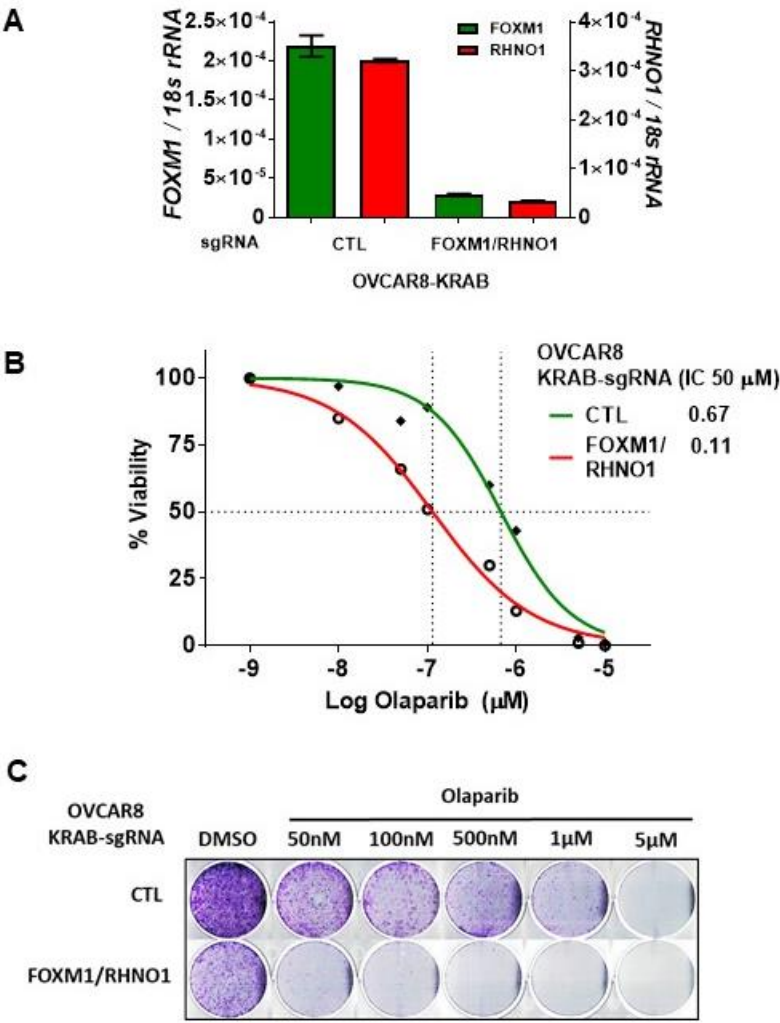 A
FOXM1 / 18s rRNA
2.5×10⁻⁴
2×10⁻⁴
1.5×10⁻⁴
1×10⁻⁴
5×10⁻⁵
0
FOXM1
RHNO1
4×10⁻⁴
3×10⁻⁴
2×10⁻⁴
1×10⁻⁴
0
RHNO1 / 18s rRNA
sgRNA CTL FOXM1/RHNO1
OVCAR8-KRAB
B
% Viability
100
75
50
25
0
-9 -8 -7 -6 -5
Log Olaparib (μM)
OVCAR8
KRAB-sgRNA (IC 50 μM)
CTL 0.67
FOXM1/ 0.11
RHNO1
C
OVCAR8
KRAB-sgRNA
Olaparib
DMSO 50nM 100nM 500nM 1μM 5μM
CTL
FOXM1/RHNO1